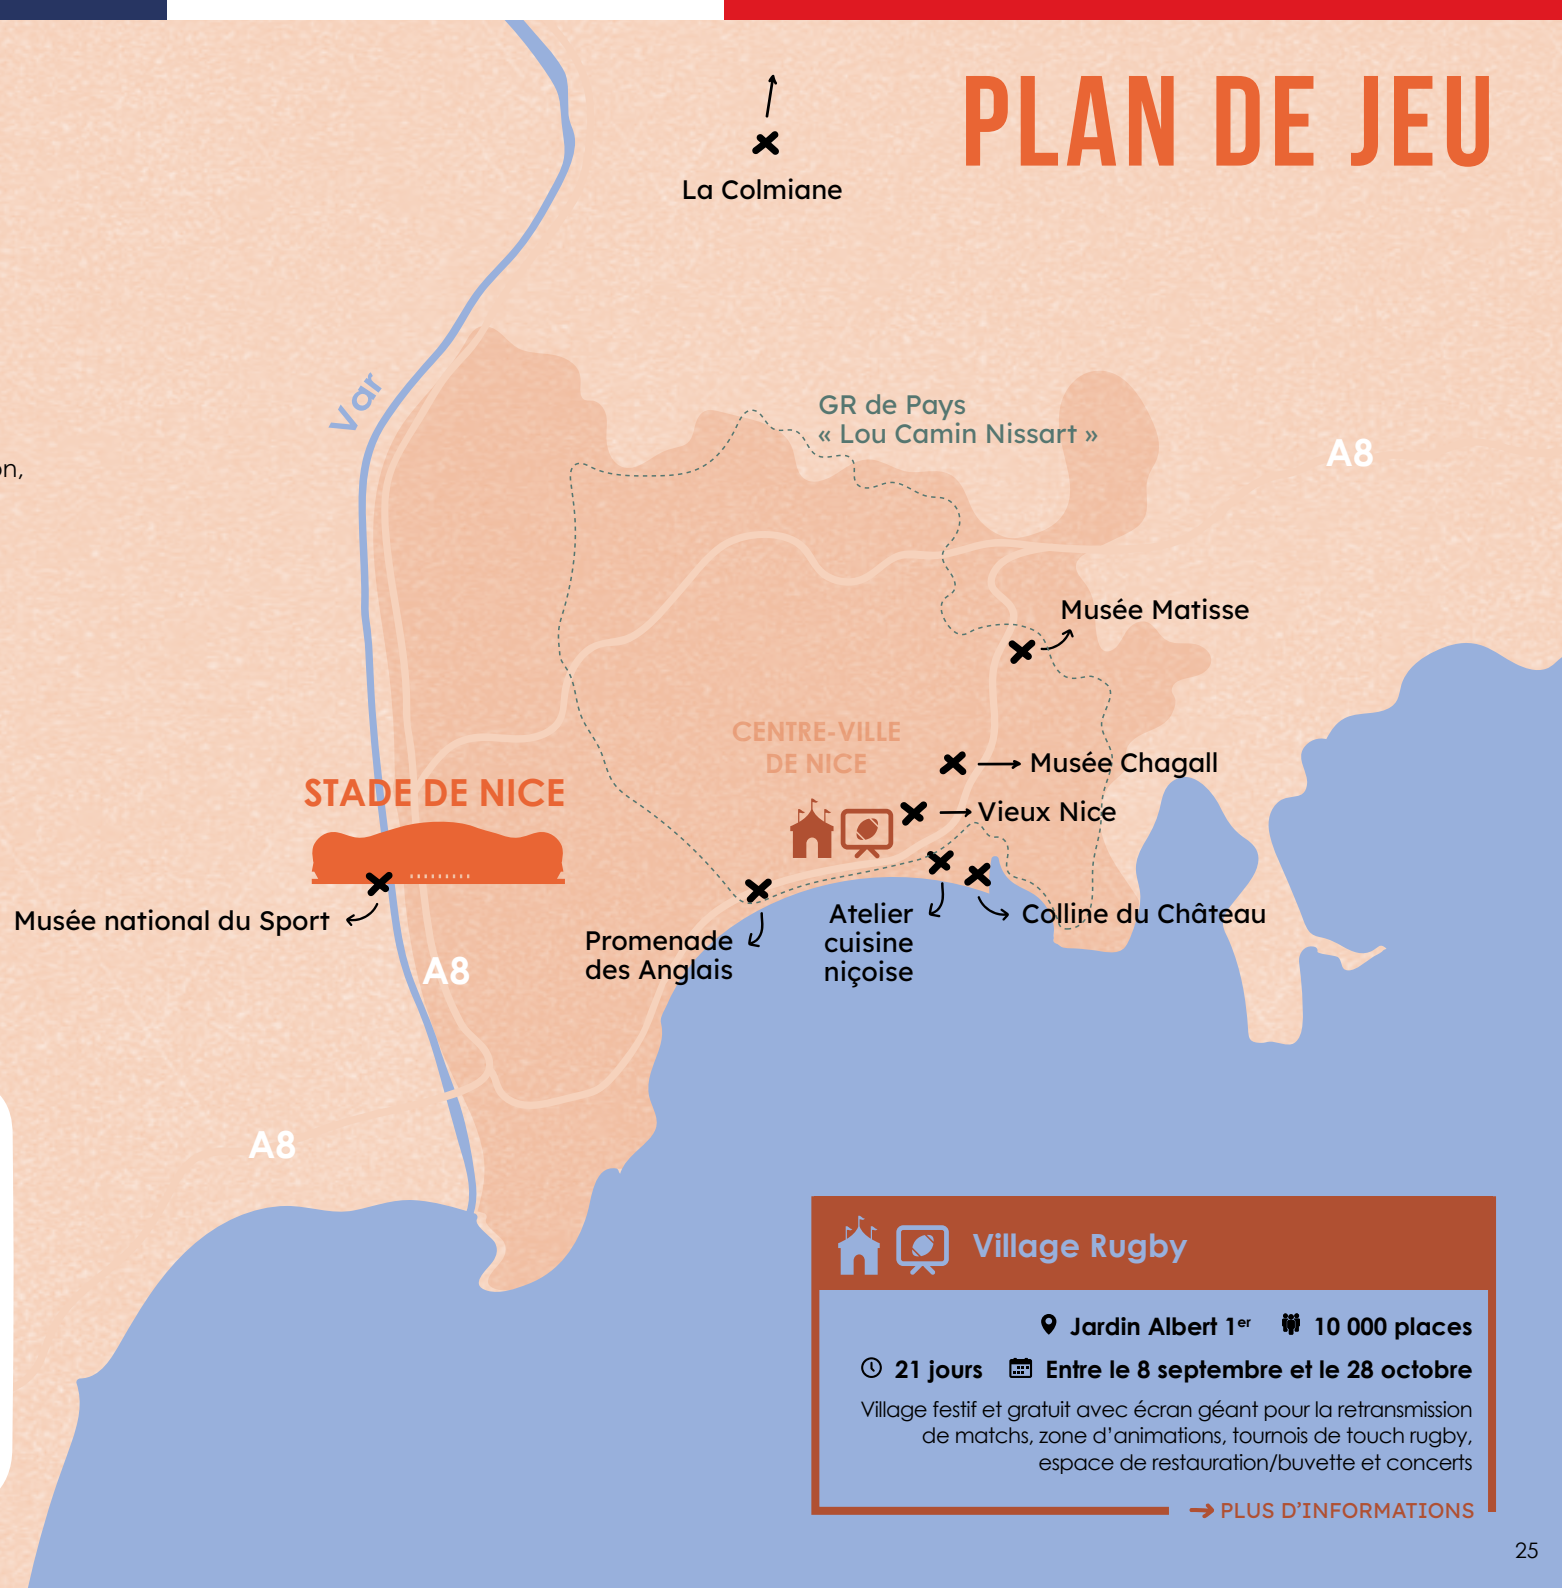 PLAN DE JEU
La Colmiane
Var
GR de Pays
« Lou Camin Nissart »
A8
on,
Musée Matisse
CENTRE-VILLE
DE NICE
Musée Chagall
STADE DE NICE
Vieux Nice
Musée national du Sport
Promenade
des Anglais
Atelier
cuisine
niçoise
Colline du Château
A8
A8
Village Rugby
Jardin Albert 1er 10 000 places
21 jours Entre le 8 septembre et le 28 octobre
Village festif et gratuit avec écran géant pour la retransmission
de matchs, zone d'animations, tournois de touch rugby,
espace de restauration/buvette et concerts
PLUS D'INFORMATIONS
25